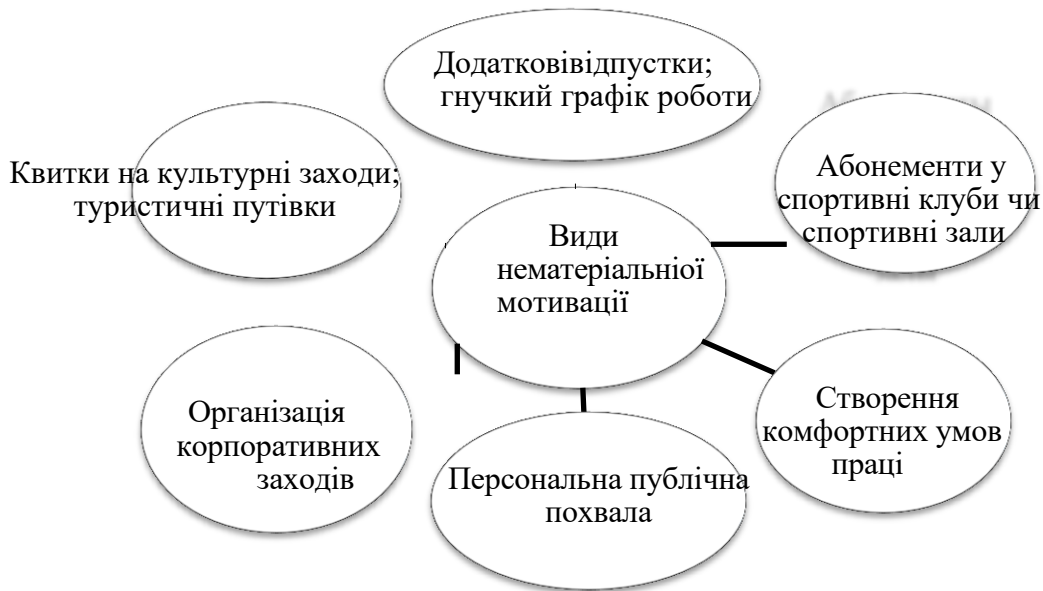 Додатковівідпустки;
гнучкий графік роботи
Квитки на культурні заходи;
туристичні путівки
Абонементи у
спортивні клуби чи
спортивні зали
Види
нематеріальніої
мотивації
Організація
корпоративних
заходів
Персональна публічна
похвала
Створення
комфортних умов
праці